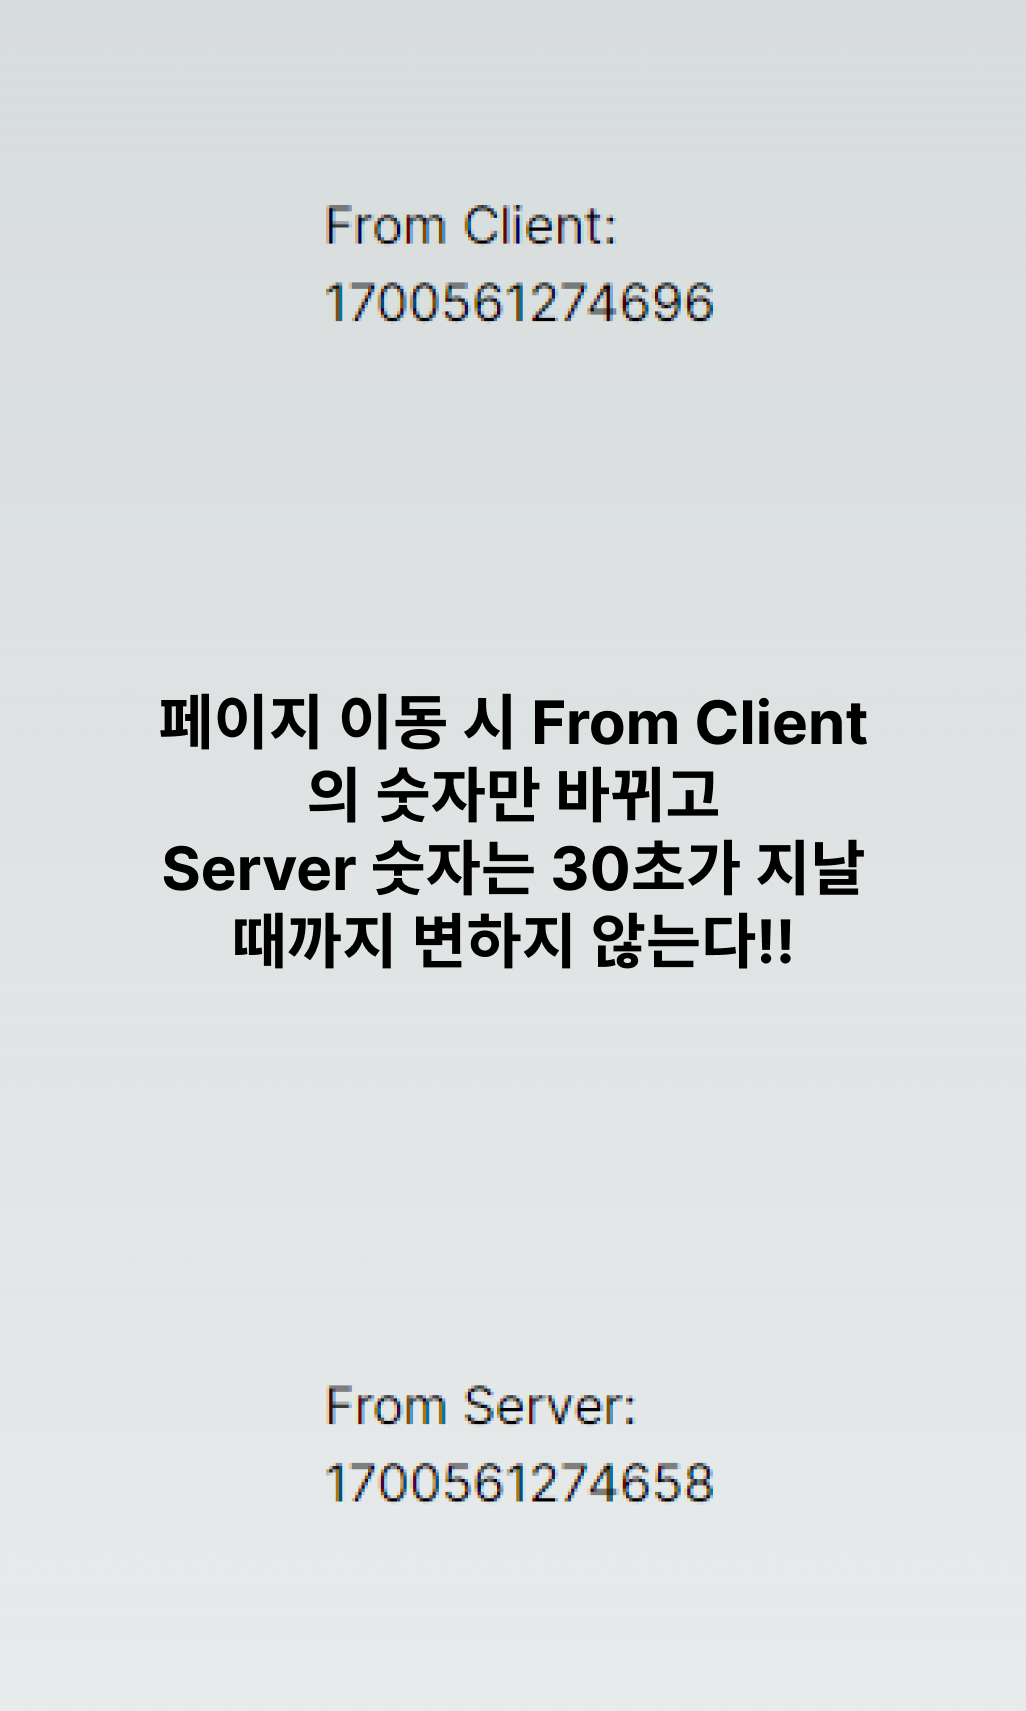 From Client:
1700561274696
페이지 이동 시 From Client
의 숫자만 바뀌고
Server 숫자는 30초가 지날
때까지 변하지 않는다!!
From Server:
1700561274658